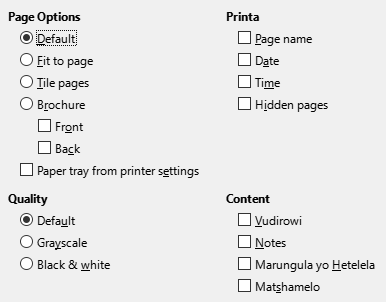 Page Options
Default
Fit to page
Tile pages
Brochure
Front
Back
Paper tray from printer settings
Printa
Page name
Date
Time
Hidden pages
Quality
Default
Grayscale
Black & white
Content
Vudirowi
Notes
Marungula yo Hetelela
Matshamelo